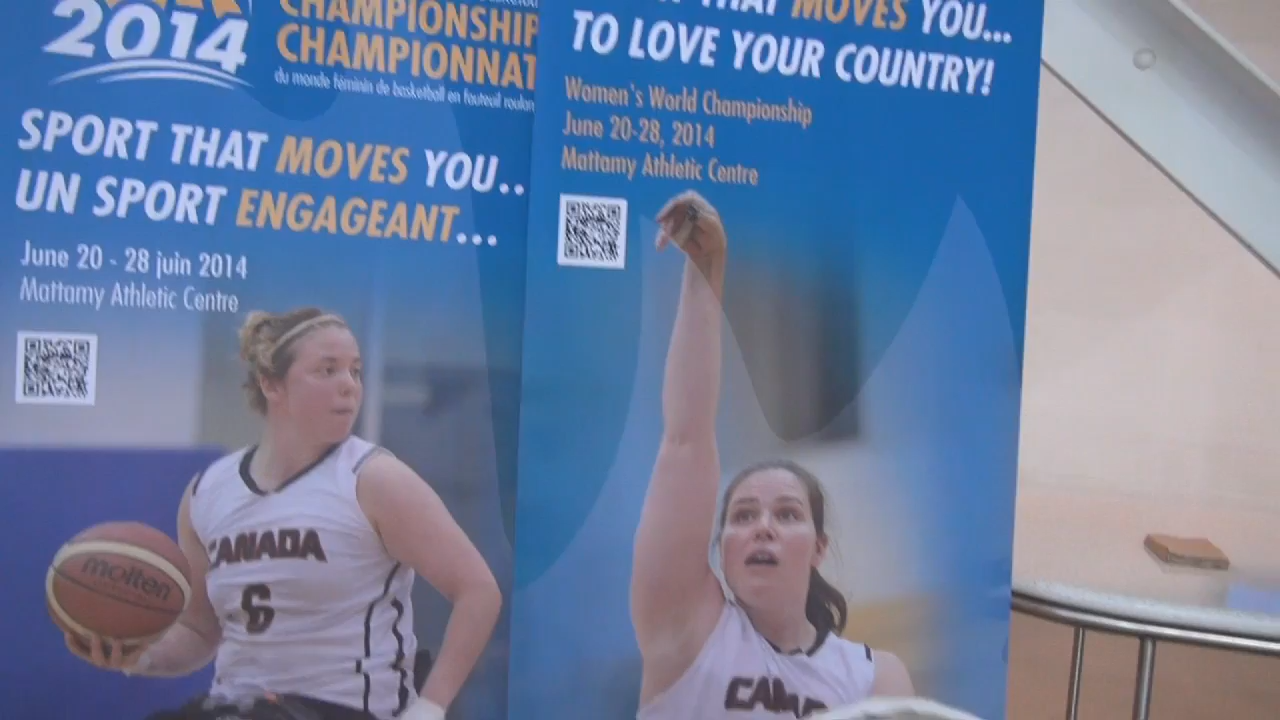 2014
CHAMPIONSHIP
CHAMPIONNAT
du monde féminin de basketball en fauteuil roulan
SPORT THAT MOVES YOU..
UN SPORT ENGAGEANT...
June 20 - 28 juin 2014
Mattamy Athletic Centre
molten
CANADA
6
THAT MOVES YOU...
TO LOVE YOUR COUNTRY!
Women's World Championship
June 20-28, 2014
Mattamy Athletic Centre